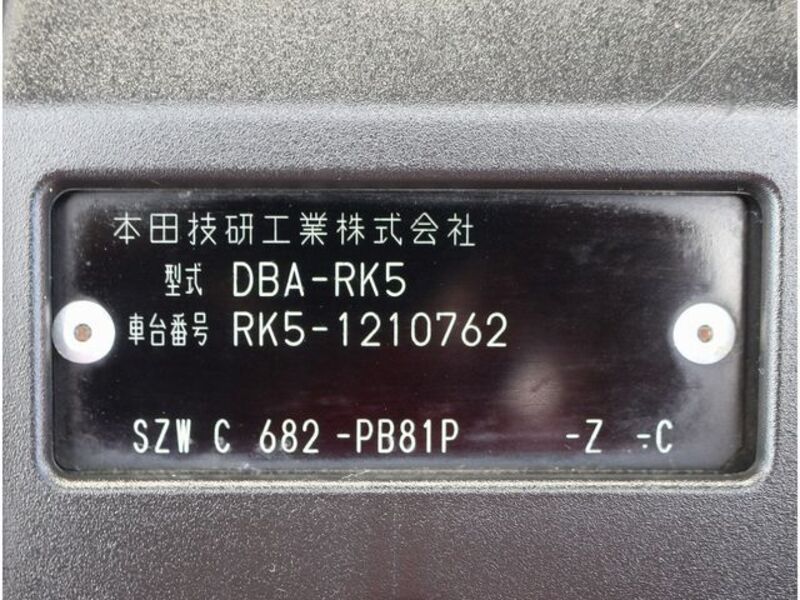 本田技研工業株式会社
型式 DBA-RK5
車台番号 RK5-1210762
SZW C 682 -PB81P -Z -C